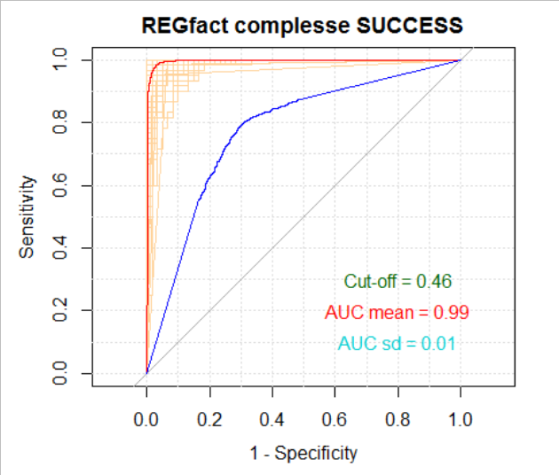 REGfact complesse SUCCESS
Sensitivity
1.0
0.8
0.6
0.4
0.2
0.0
Cut-off = 0.46
AUC mean = 0.99
AUC sd = 0.01
0.0 0.2 0.4 0.6 0.8 1.0
1 - Specificity